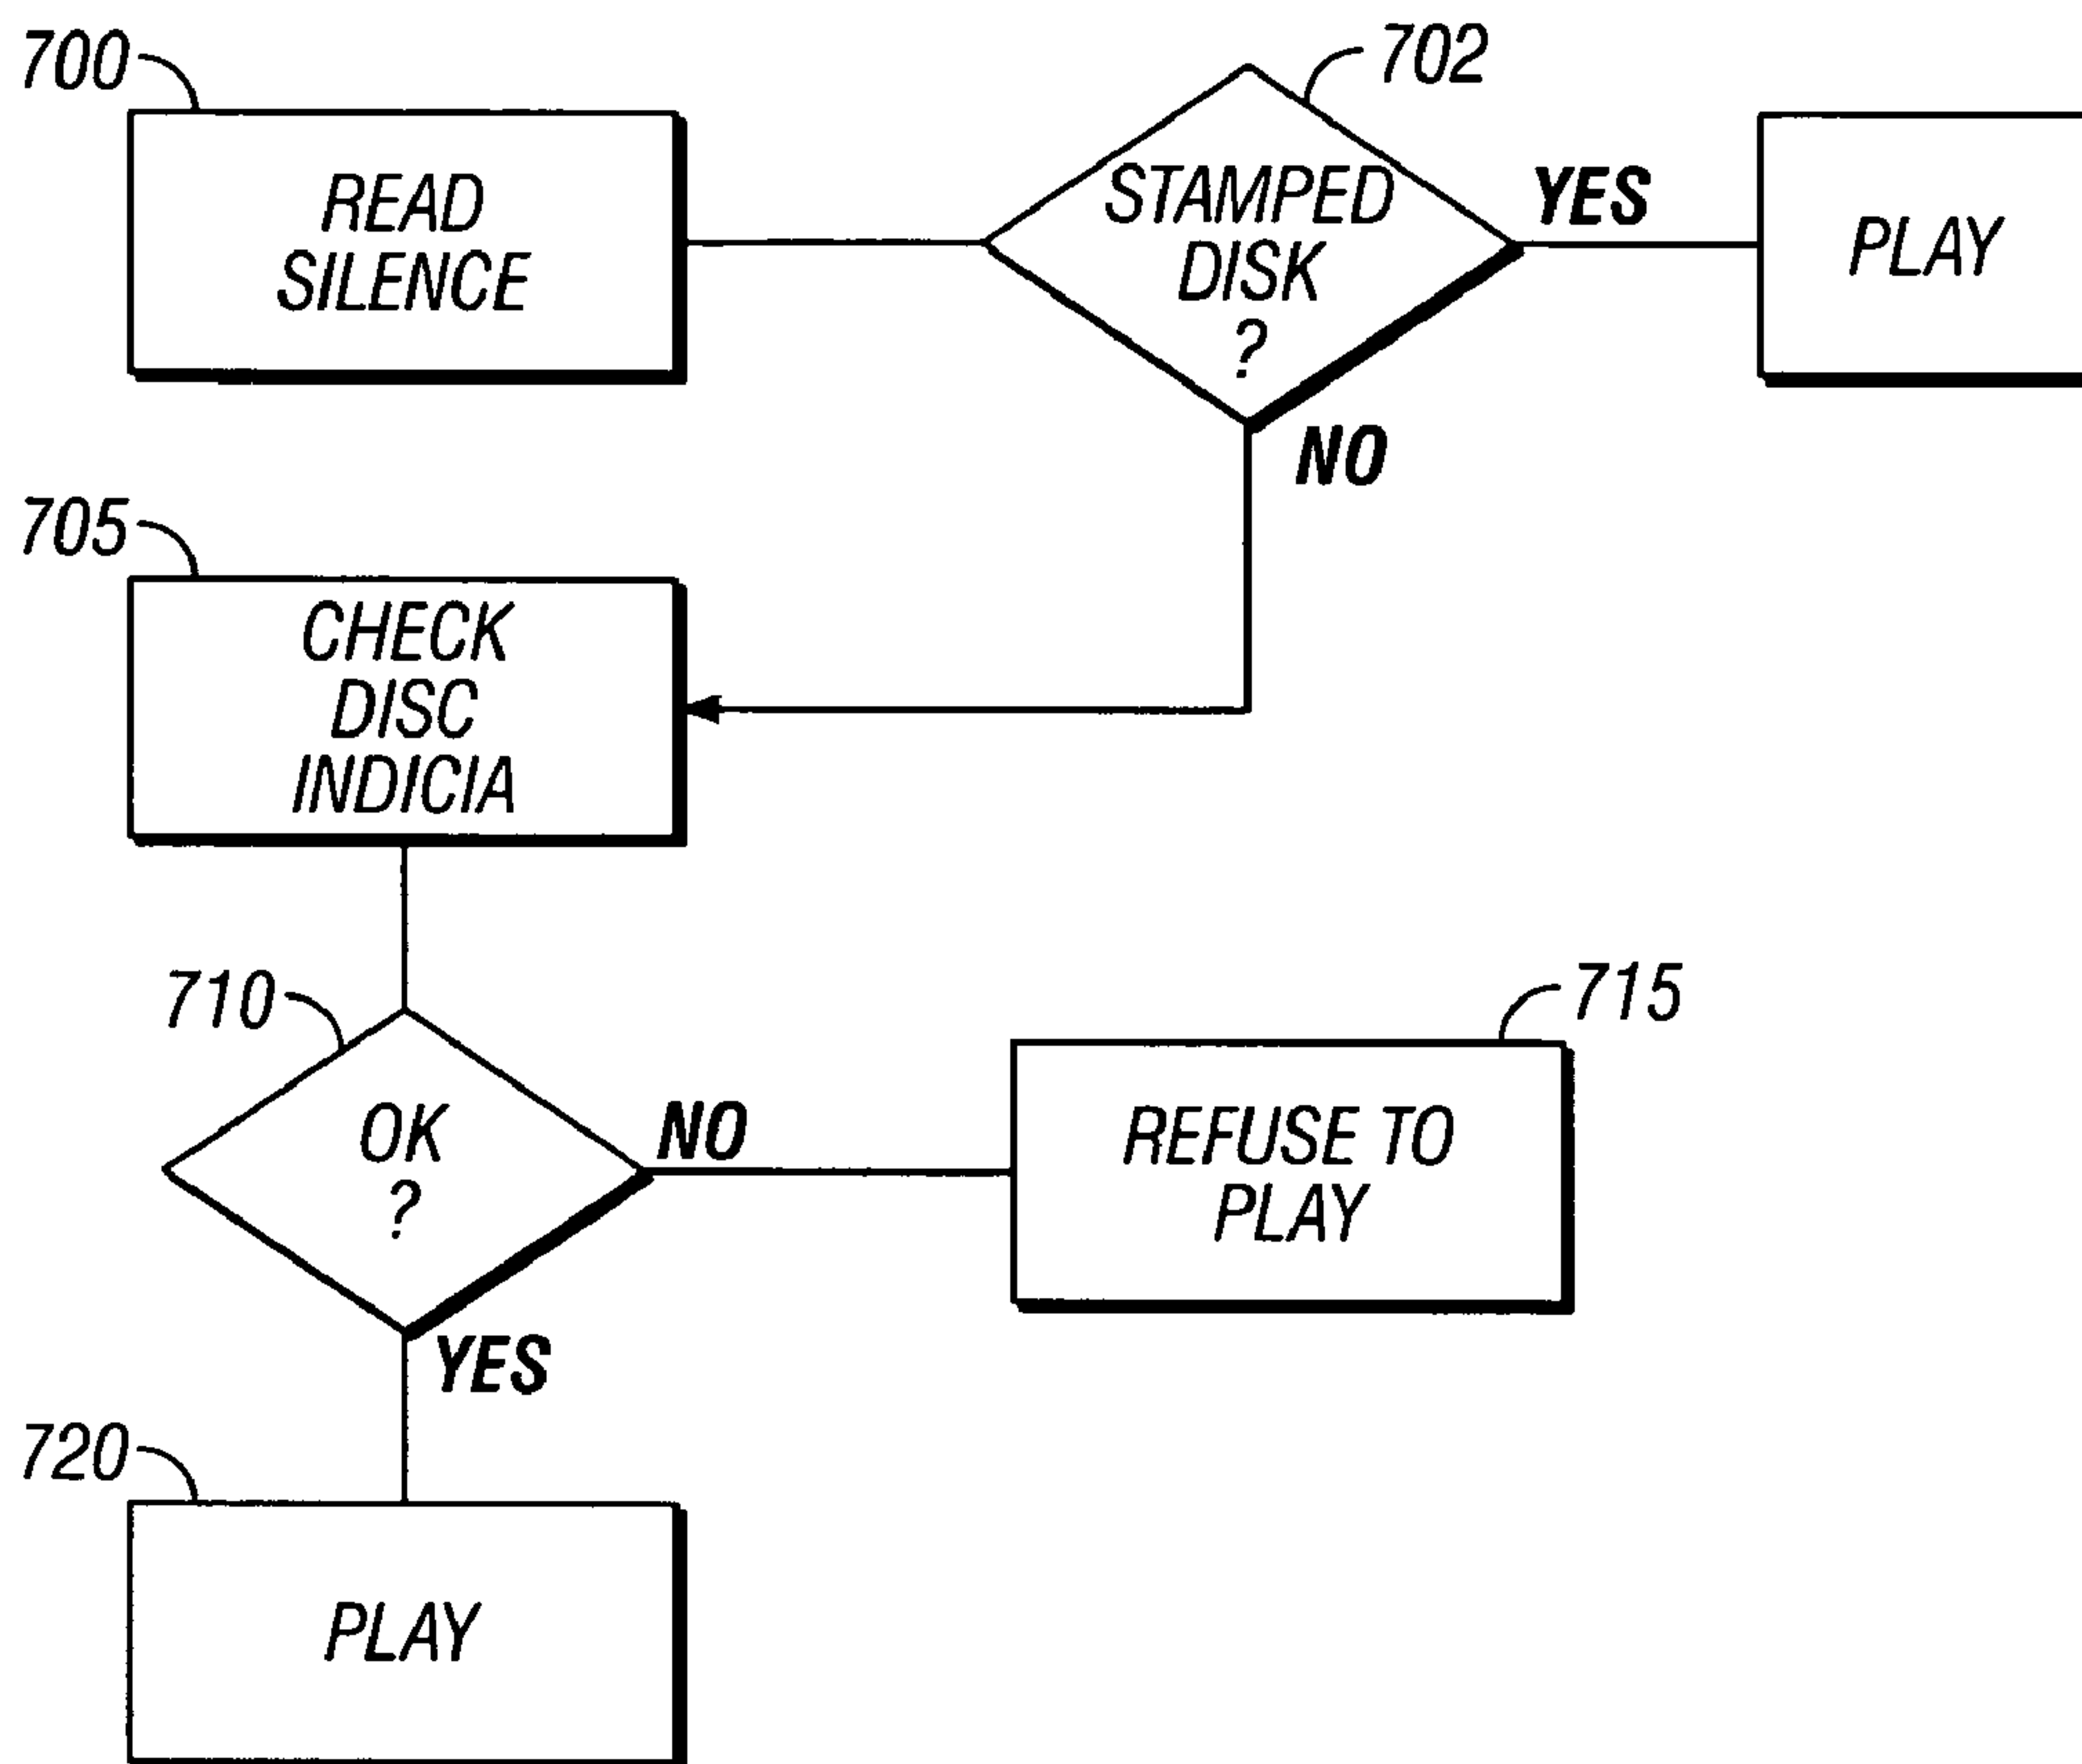 700
READ
SILENCE
702
STAMPED
DISK
?
YES
PLAY
NO
705
CHECK
DISC
INDICIA
710
OK
?
NO
715
REFUSE TO
PLAY
YES
720
PLAY